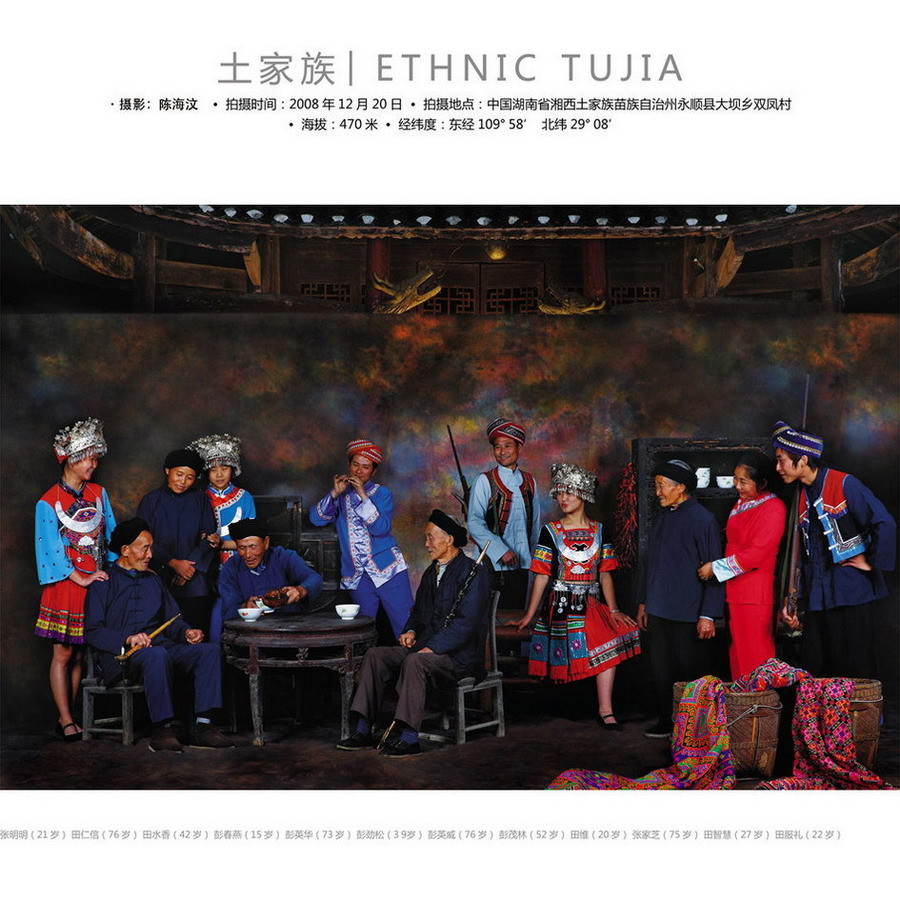 土家族 | ETHNIC TUJIA
· 摄影：陈海汶 • 拍摄时间：2008 年 12 月 20 日 • 拍摄地点：中国湖南省湘西土家族苗族自治州永顺县大坝乡双凤村
• 海拔：470 米 • 经纬度：东经 109° 58′ 北纬 29° 08′
张明明（21 岁） 田仁信（76 岁） 田水香（42 岁） 彭春燕（15 岁） 彭英华（73 岁） 彭劲松（3 9岁） 彭英威（76 岁） 彭茂林（52 岁） 田维（20 岁） 张家芝（75 岁） 田智慧（27 岁） 田服礼（22 岁）